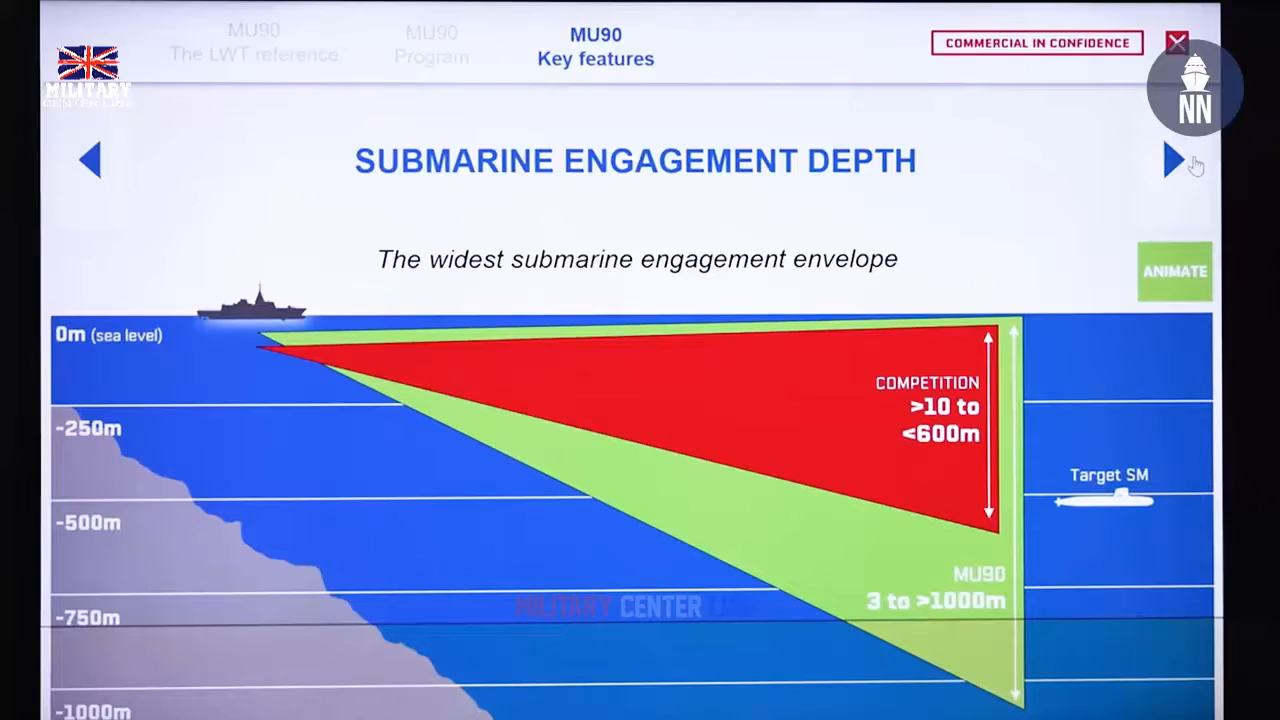 MU90
The LWT reference
MU90
Program
MU90
Key features
COMMERCIAL IN CONFIDENCE
MILITARY
NN
SUBMARINE ENGAGEMENT DEPTH
The widest submarine engagement envelope
ANIMATE
0m (sea level)
COMPETITION
>10 to
<600m
-250m
Target SM
-500m
MU90
3 to >1000m
MILITARY CENTER
-750m
-1000m